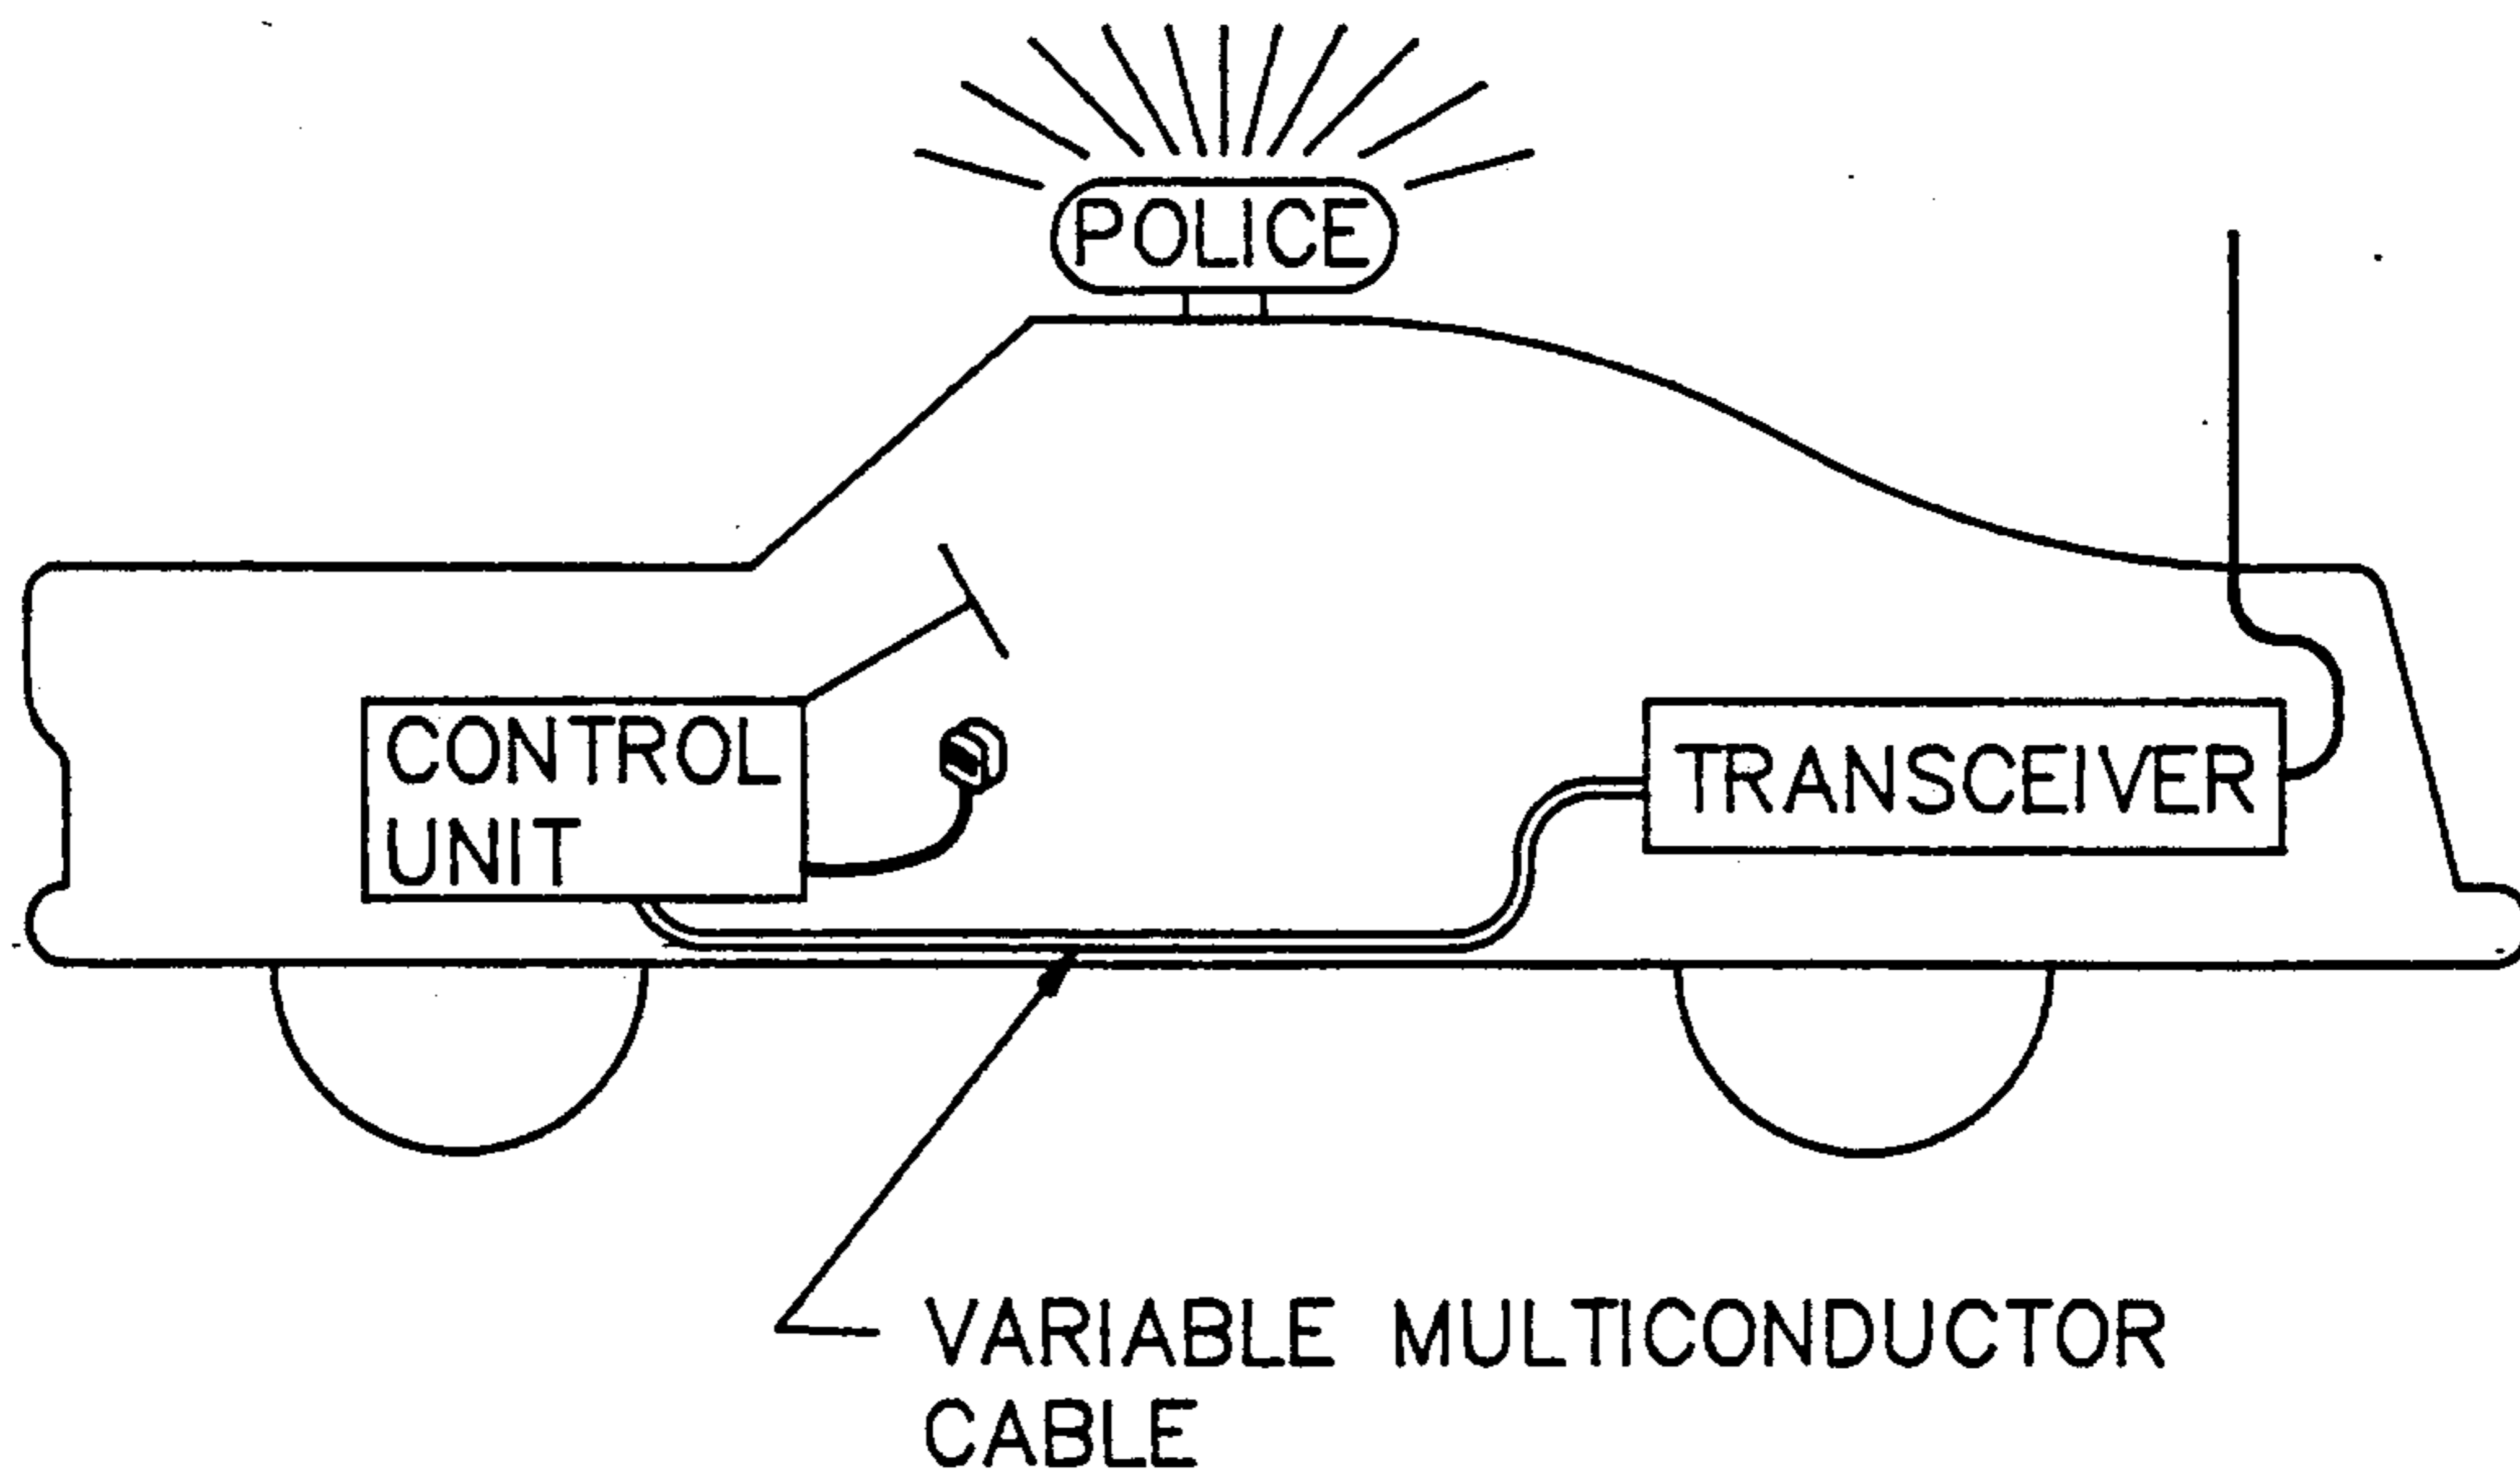 POLICE
CONTROL
UNIT
TRANSCEIVER
VARIABLE MULTICONDUCTOR
CABLE